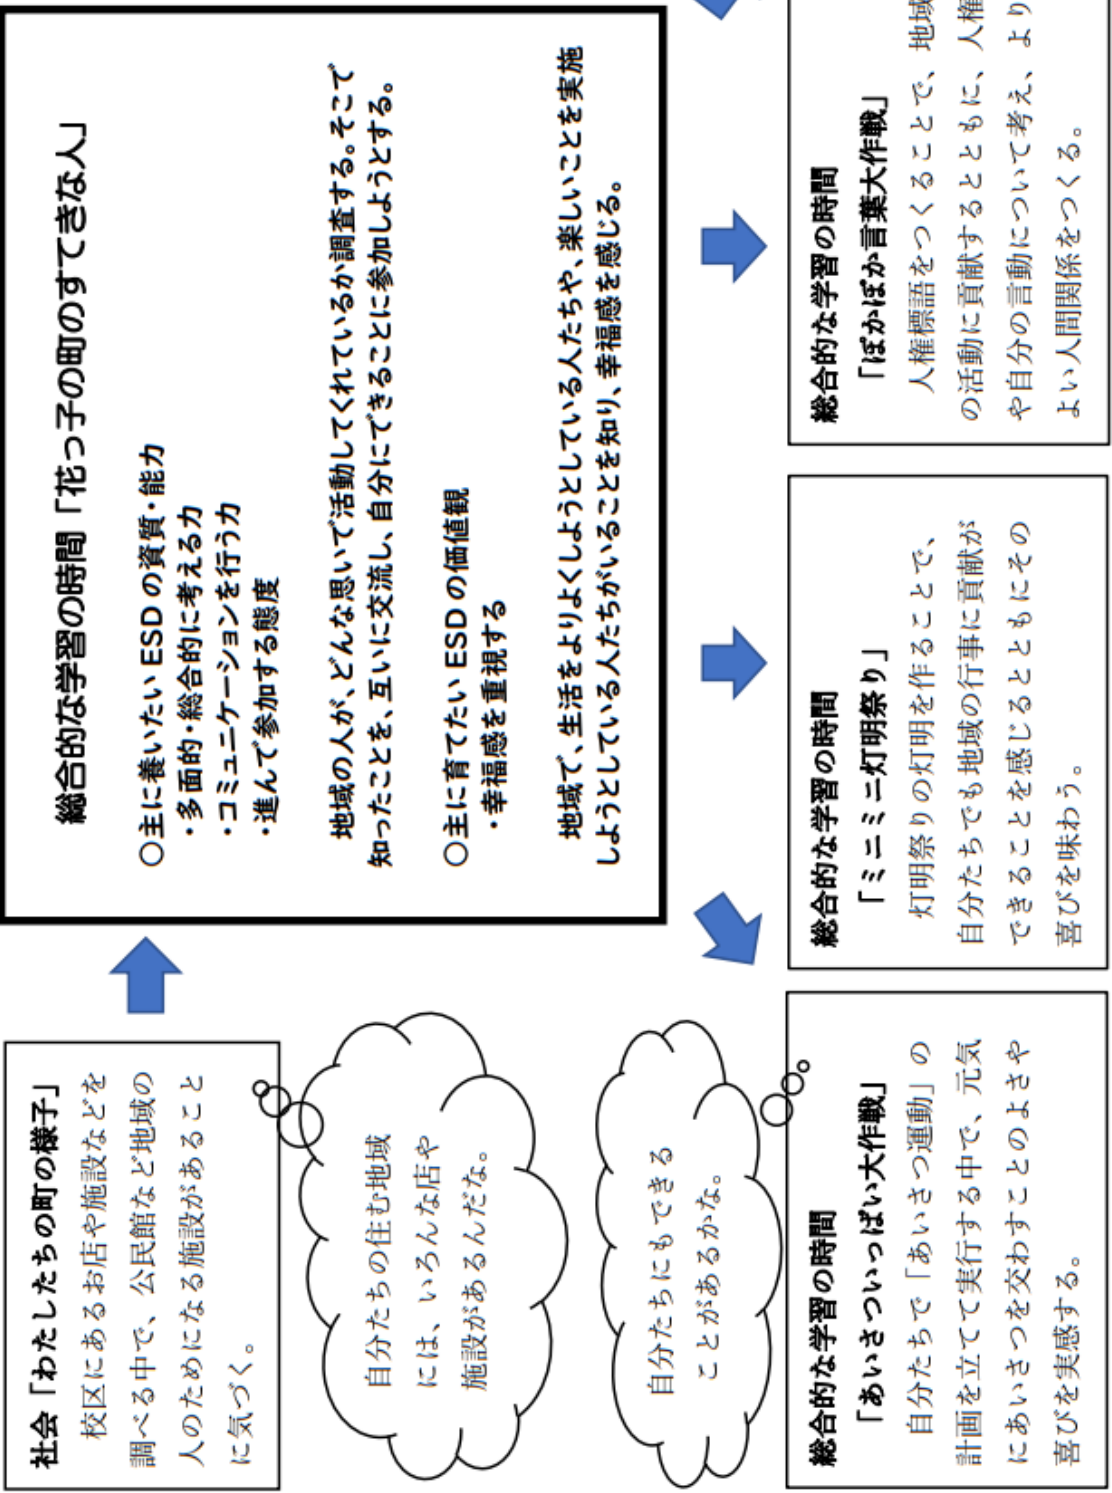 社会「わたしたちの町の様子」
校区にあるお店や施設などを
調べる中で、公民館など地域の
人のためになる施設があること
に気づく。
自分たちの住む地域
には、いろんな店や
施設があるんだな。
総合的な学習の時間「花っ子の町のすてきな人」
○主に養いたい ESD の資質・能力
・多面的・総合的に考える力
・コミュニケーションを行う力
・進んで参加する態度
地域の人が、どんな思いで活動してくれているか調査する。そこで
知ったことを、互いに交流し、自分にできることに参加しようとする。
○主に育てたい ESD の価値観
・幸福感を重視する
地域で、生活をよりよくしようとしている人たちや、楽しいことを実施
しようとしている人たちがいることを知り、幸福感を感じる。
自分たちにもできる
ことがあるかな。
総合的な学習の時間
「あいさついっぱい大作戦」
自分たちで「あいさつ運動」の
計画を立てて実行する中で、元気
にあいさつを交わすことのよさや
喜びを実感する。
総合的な学習の時間
「ミニミニ灯明祭り」
灯明祭りの灯明を作ることで、
自分たちでも地域の行事に貢献が
できることを感じるとともにその
喜びを味わう。
総合的な学習の時間
「ぽかぽか言葉大作戦」
人権標語をつくることで、地域
の活動に貢献するとともに、人権
や自分の言動について考え、より
よい人間関係をつくる。